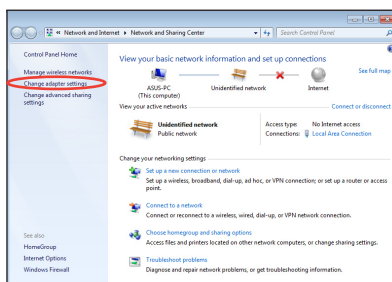 Network and Internet ▸ Network and Sharing Center
Search Control Panel
Control Panel Home
Manage wireless networks
Change adapter settings
Change advanced sharing
settings
See also
HomeGroup
Internet Options
Windows Firewall
View your basic network information and set up connections
See full map
ASUS-PC
(This computer)
Unidentified network
Internet
View your active networks
Connect or disconnect
Unidentified network
Public network
Access type: No Internet access
Connections: Local Area Connection
Change your networking settings
Set up a new connection or network
Set up a wireless, broadband, dial-up, ad hoc, or VPN connection; or set up a router or access
point.
Connect to a network
Connect or reconnect to a wireless, wired, dial-up, or VPN network connection.
Choose homegroup and sharing options
Access files and printers located on other network computers, or change sharing settings.
Troubleshoot problems
Diagnose and repair network problems, or get troubleshooting information.